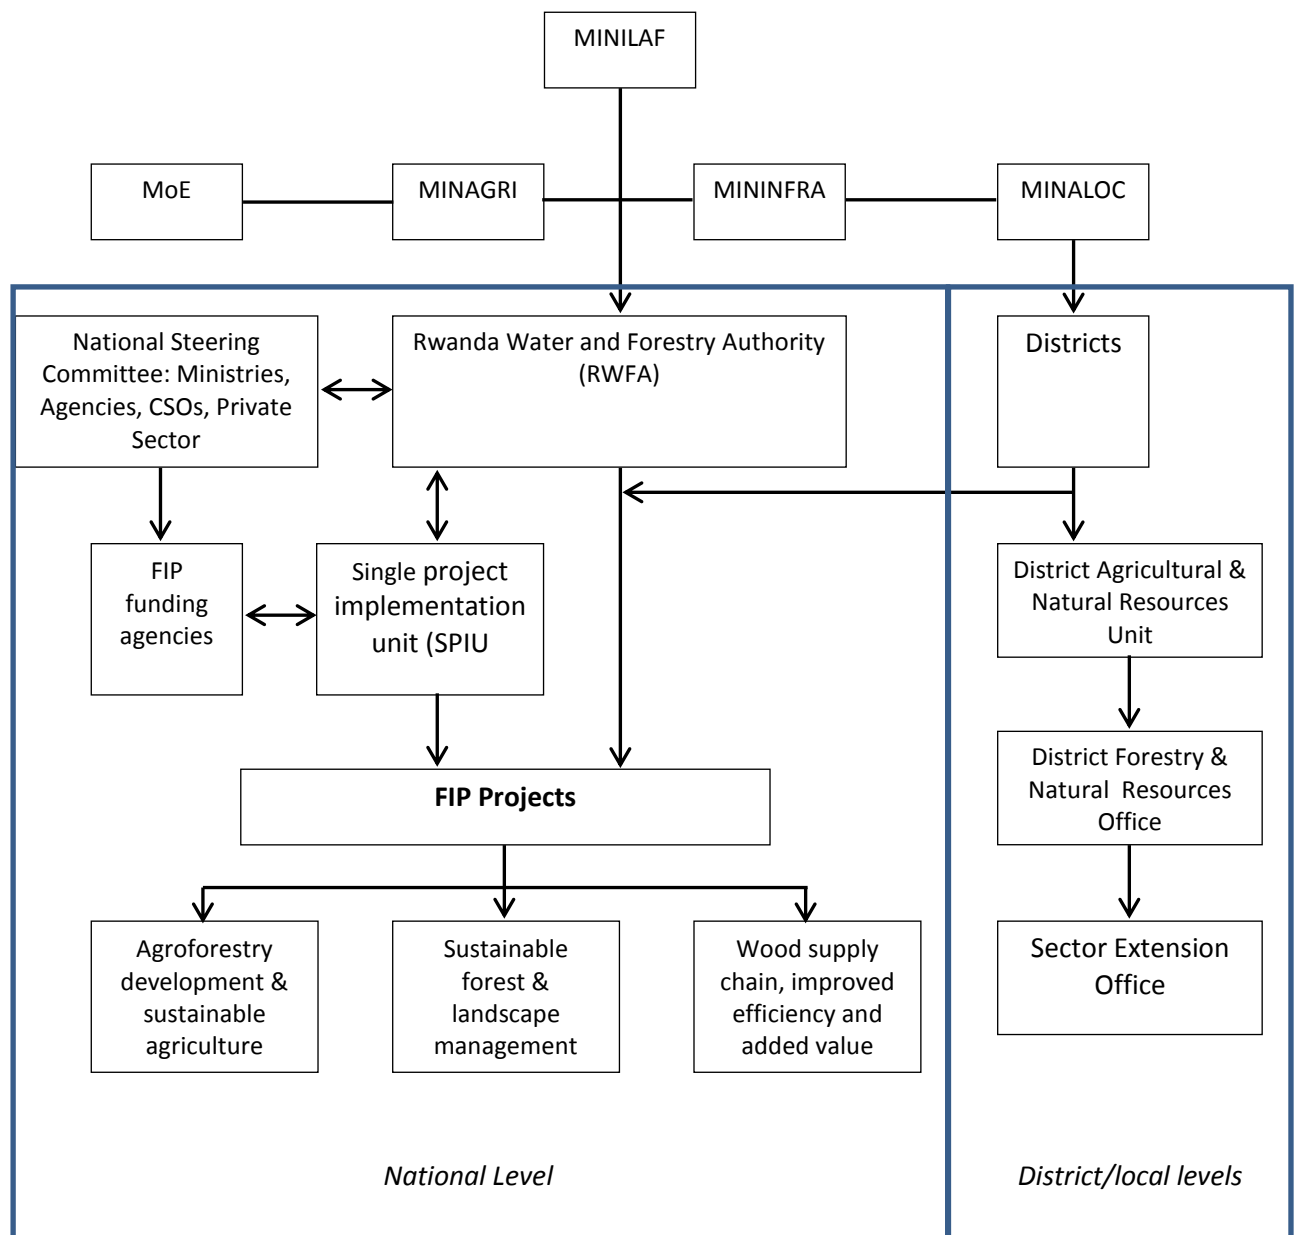 MINILAF
MoE
MINAGRI
MININFRA
MINALOC
National Steering
Committee: Ministries,
Agencies, CSOs, Private
Sector
Rwanda Water and Forestry Authority
(RWFA)
Districts
FIP
funding
agencies
Single project
implementation
unit (SPIU
District Agricultural &
Natural Resources
Unit
FIP Projects
District Forestry &
Natural Resources
Office
Agroforestry
development &
sustainable
agriculture
Sustainable
forest &
landscape
management
Wood supply
chain, improved
efficiency and
added value
Sector Extension
Office
National Level
District/local levels